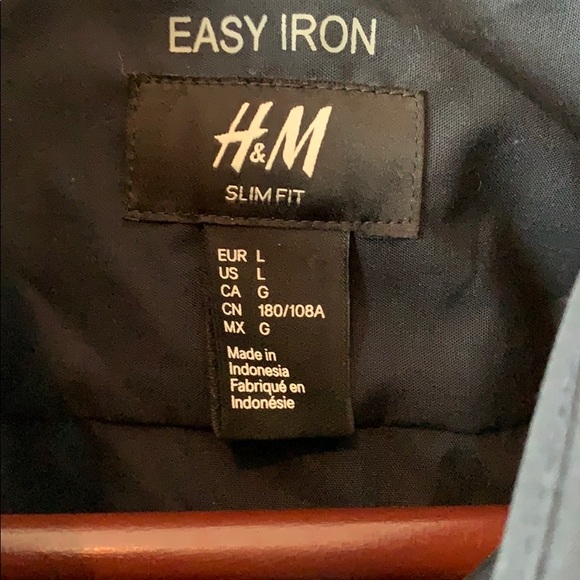 EASY IRON
H&M
SLIM FIT
EUR L
US L
CA G
CN 180/108A
MX G
Made in
Indonesia
Fabriqué en
Indonésie